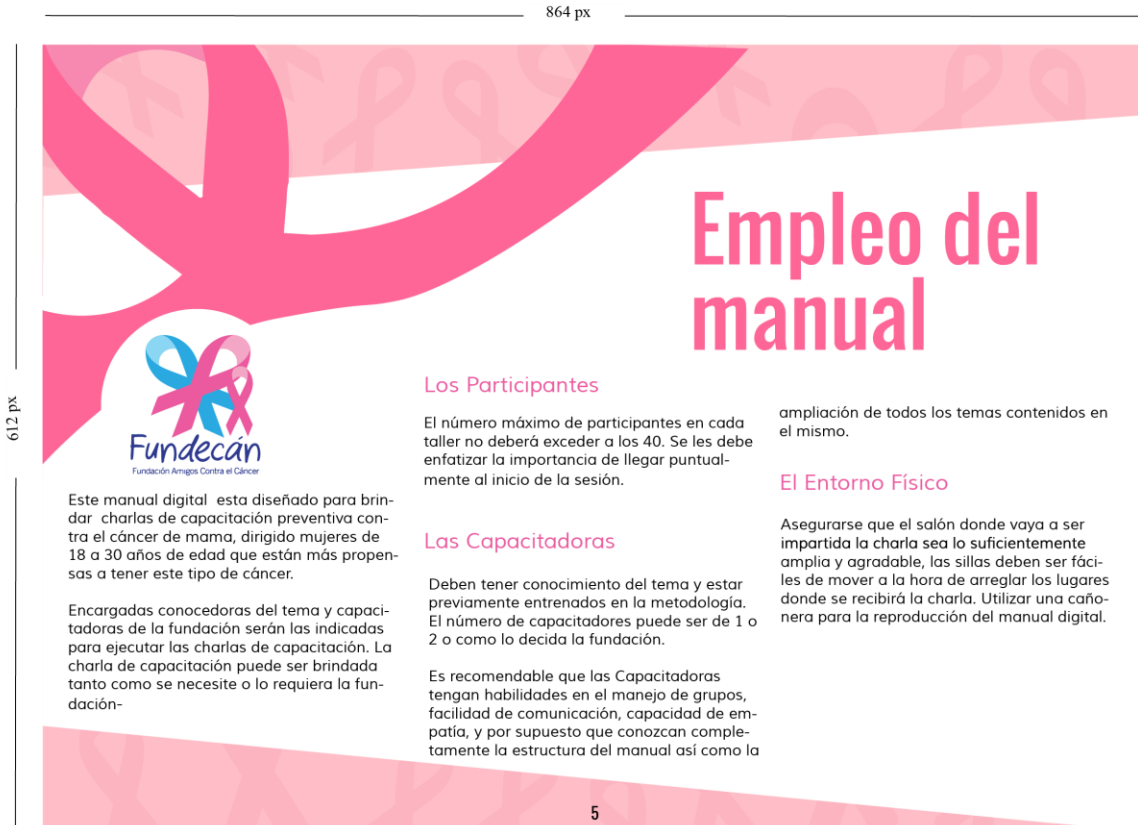 864 px
612 px
Empleo del
manual
Fundecán
Fundación Amigos Contra el Cáncer
Este manual digital  esta diseñado para brin-
dar  charlas de capacitación preventiva con-
tra el cáncer de mama, dirigido mujeres de
18 a 30 años de edad que están más propen-
sas a tener este tipo de cáncer.
Encargadas conocedoras del tema y capaci-
tadoras de la fundación serán las indicadas
para ejecutar las charlas de capacitación. La
charla de capacitación puede ser brindada
tanto como se necesite o lo requiera la fun-
dación-
Los Participantes
El número máximo de participantes en cada
taller no deberá exceder a los 40. Se les debe
enfatizar la importancia de llegar puntual-
mente al inicio de la sesión.
Las Capacitadoras
Deben tener conocimiento del tema y estar
previamente entrenados en la metodología.
El número de capacitadores puede ser de 1 o
2 o como lo decida la fundación.
Es recomendable que las Capacitadoras
tengan habilidades en el manejo de grupos,
facilidad de comunicación, capacidad de em-
patía, y por supuesto que conozcan comple-
tamente la estructura del manual así como la
ampliación de todos los temas contenidos en
el mismo.
El Entorno Físico
Asegurarse que el salón donde vaya a ser
impartida la charla sea lo suficientemente
amplia y agradable, las sillas deben ser fáci-
les de mover a la hora de arreglar los lugares
donde se recibirá la charla. Utilizar una caño-
nera para la reproducción del manual digital.
5